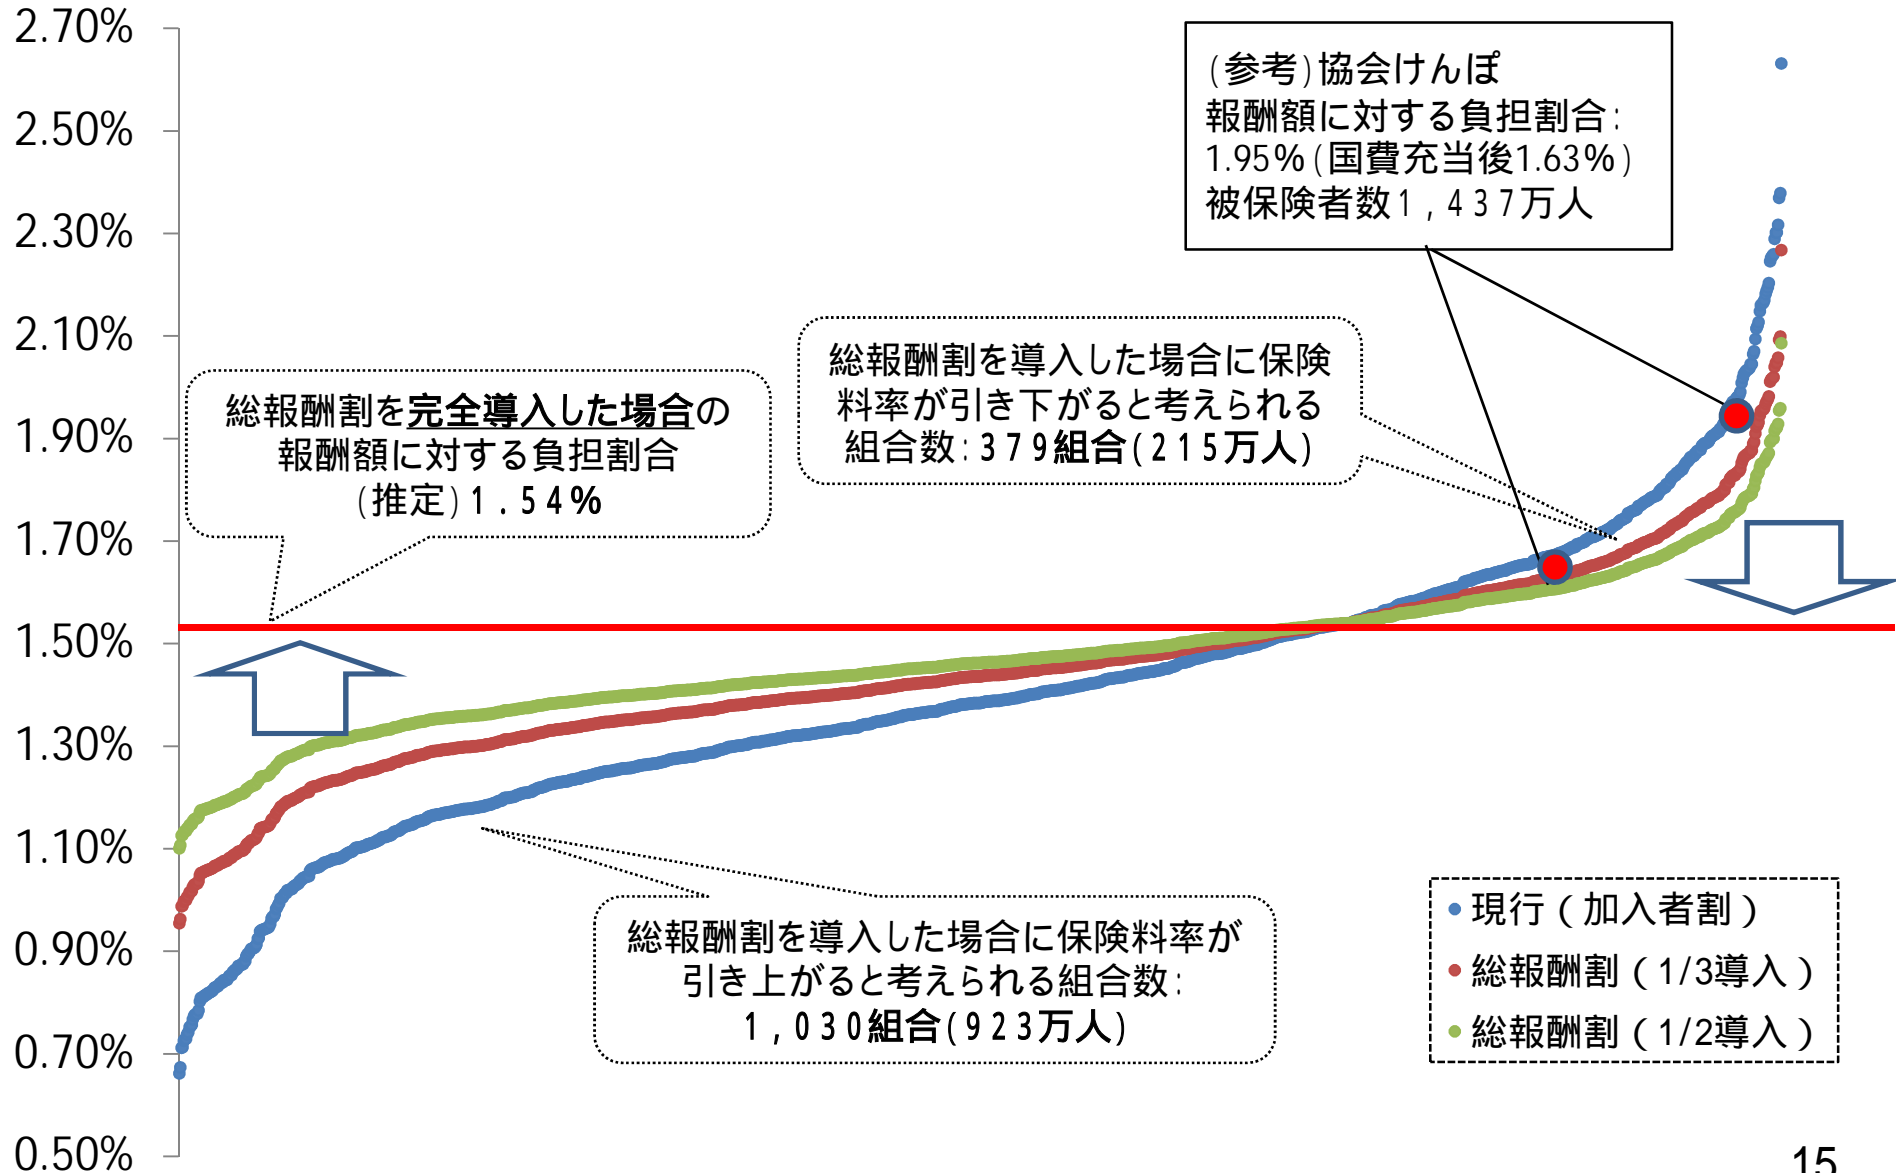 2.70%
2.50%
2.30%
2.10%
1.90%
1.70%
1.50%
1.30%
1.10%
0.90%
0.70%
0.50%
(参考)協会けんぽ
報酬額に対する負担割合:
1.95%(国費充当後1.63%)
被保険者数1,437万人
総報酬割を導入した場合に保険
料率が引き下がると考えられる
組合数:379組合(215万人)
総報酬割を完全導入した場合の
報酬額に対する負担割合
(推定)1.54%
総報酬割を導入した場合に保険料率が
引き上がると考えられる組合数:
1,030組合(923万人)
現行(加入者割)
総報酬割(1/3導入)
総報酬割(1/2導入)
15